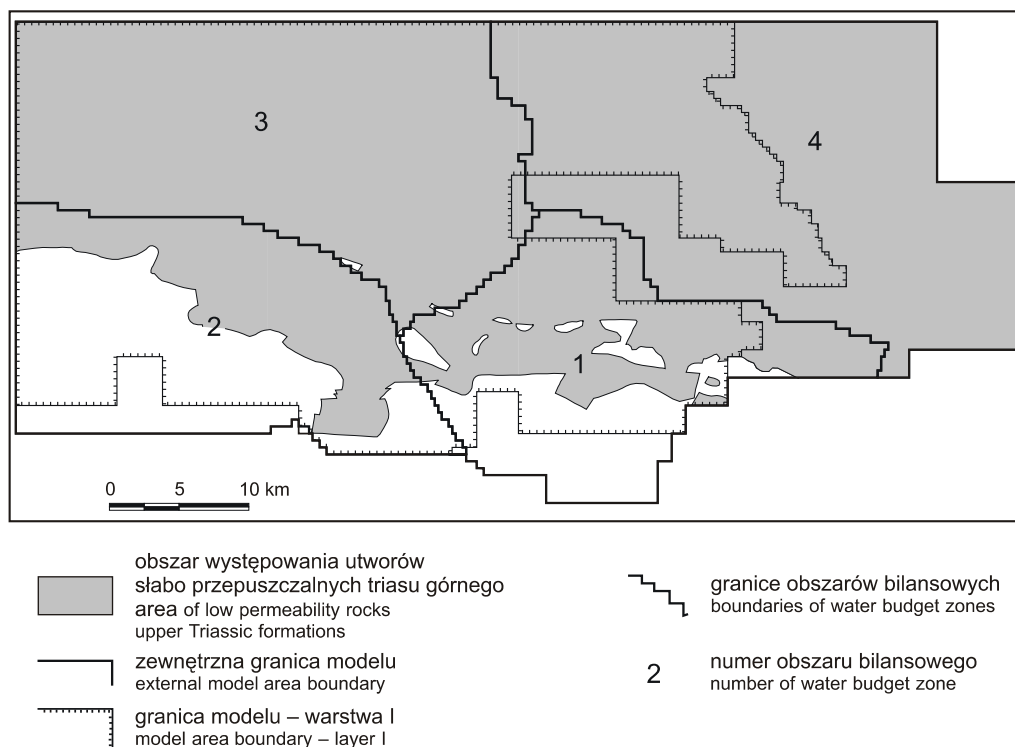 3
4
2
1
0 5 10 km
obszar występowania utworów
słabo przepuszczalnych triasu górnego
area of low permeability rocks
upper Triassic formations
zewnętrzna granica modelu
external model area boundary
granica modelu – warstwa I
model area boundary – layer I
granice obszarów bilansowych
boundaries of water budget zones
2
numer obszaru bilansowego
number of water budget zone